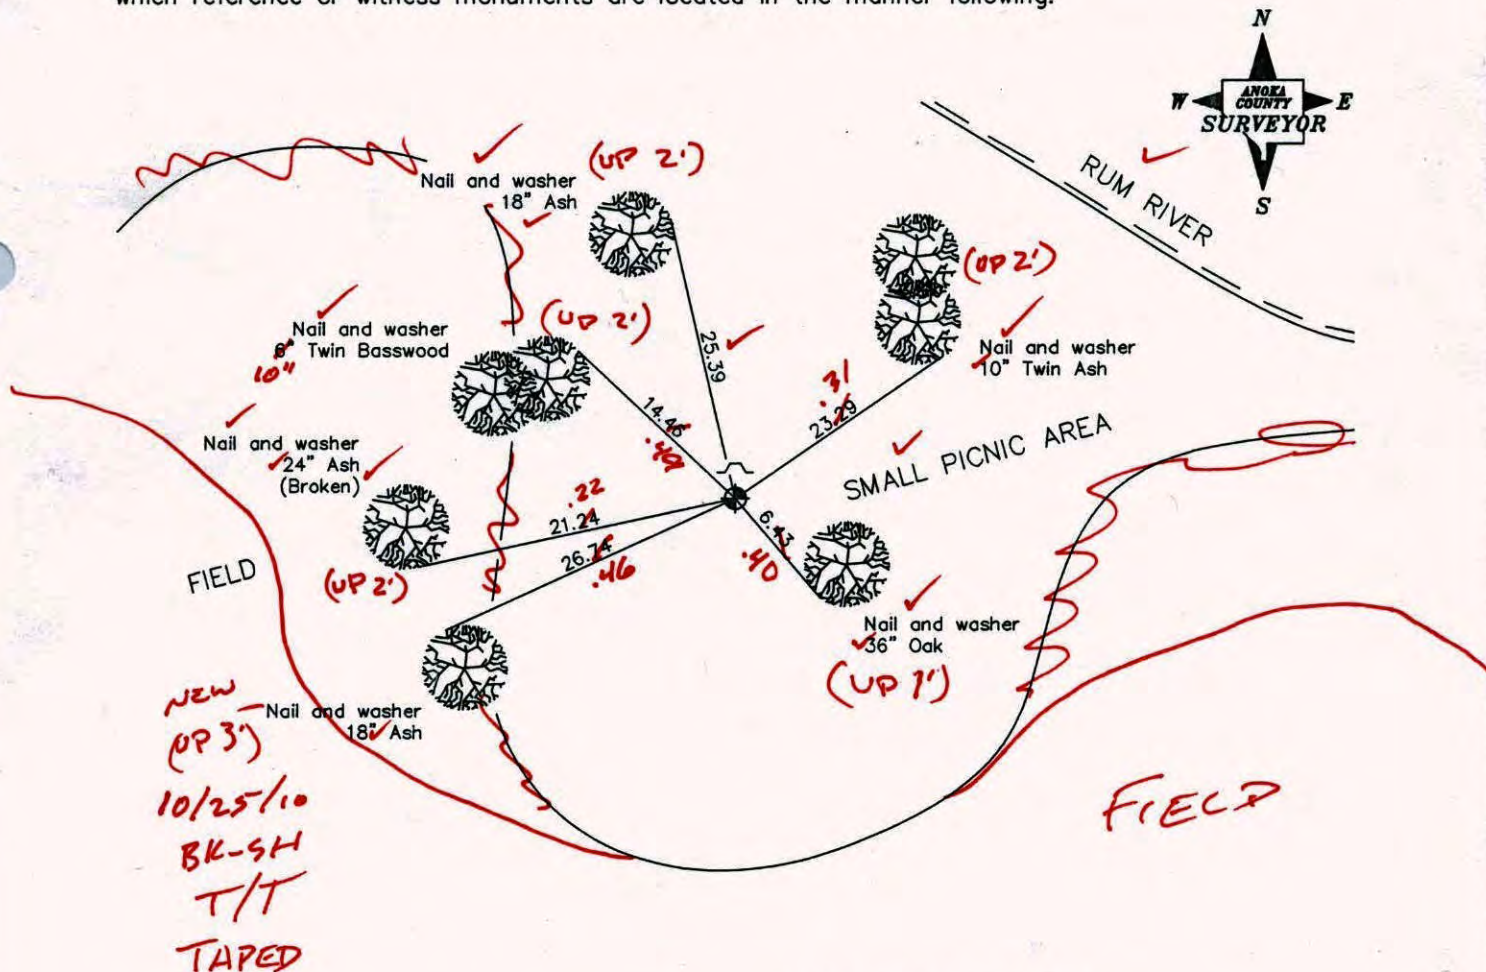 which reference or witness monuments are located in the manner following:
N
W
ANOKA
COUNTY
E
SURVEYOR
S
RUM RIVER
Nail and washer
18" Ash
(UP 2')
(UP 2')
Nail and washer
10" Twin Ash
Nail and washer
6" Twin Basswood
10"
(UP 2')
25.39
.31
23.29
14.46
.49
SMALL PICNIC AREA
Nail and washer
24" Ash
(Broken)
.22
21.24
26.74
.46
6.43
.40
FIELD
(UP 2')
Nail and washer
36" Oak
(UP 1')
NEW
(UP 3')
Nail and washer
18" Ash
10/25/10
BK-SH
T/T
TAPED
FIELD